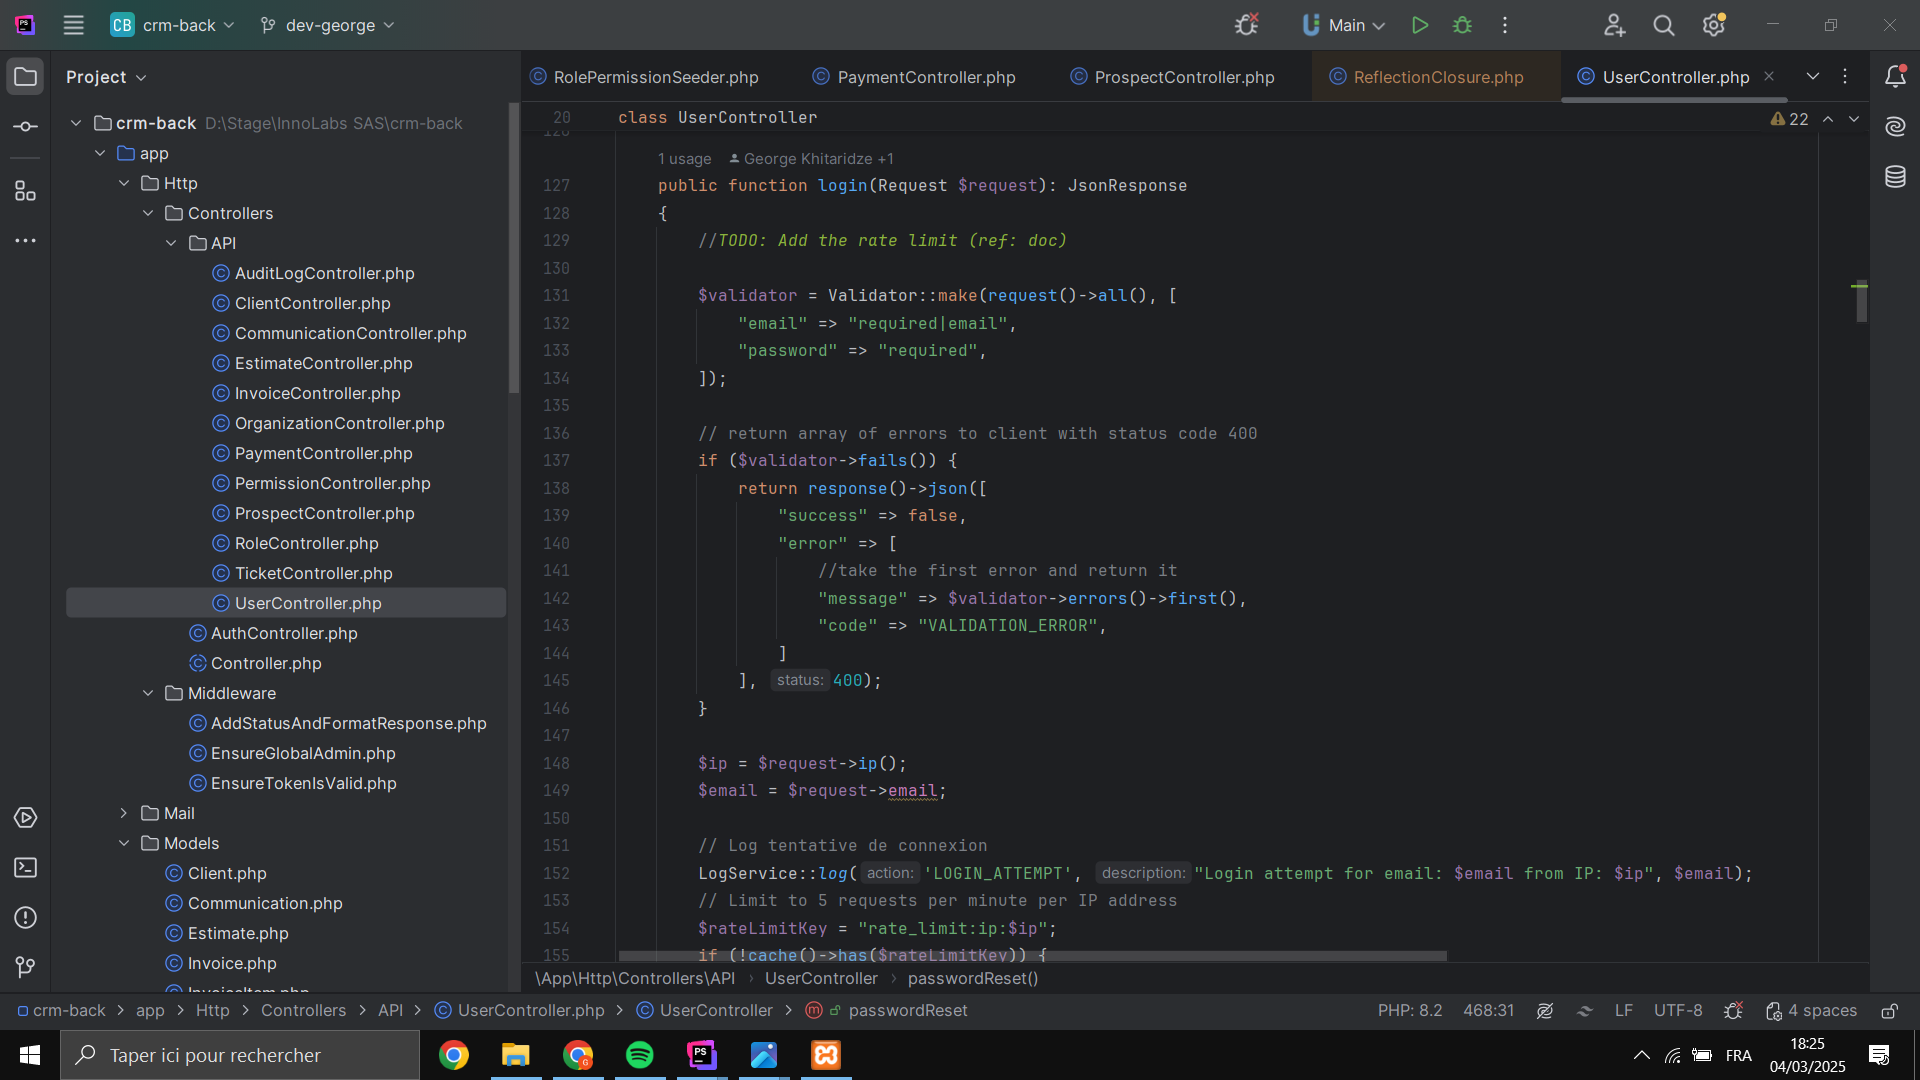 PS
CB
crm-back
dev-george
Main
Project
RolePermissionSeeder.php
PaymentController.php
ProspectController.php
ReflectionClosure.php
UserController.php
crm-back D:\Stage\InnoLabs SAS\crm-back
app
Http
Controllers
API
AuditLogController.php
ClientController.php
CommunicationController.php
EstimateController.php
InvoiceController.php
OrganizationController.php
PaymentController.php
PermissionController.php
ProspectController.php
RoleController.php
TicketController.php
UserController.php
AuthController.php
Controller.php
Middleware
AddStatusAndFormatResponse.php
EnsureGlobalAdmin.php
EnsureTokenIsValid.php
Mail
Models
Client.php
Communication.php
Estimate.php
Invoice.php
InvoiceItem.php
20 class UserController
22
126
1 usage George Khitaridze +1
127 public function login(Request $request): JsonResponse
128 {
129 //TODO: Add the rate limit (ref: doc)
130
131 $validator = Validator::make(request()->all(), [
132 "email" => "required|email",
133 "password" => "required",
134 ]);
135
136 // return array of errors to client with status code 400
137 if ($validator->fails()) {
138 return response()->json([
139 "success" => false,
140 "error" => [
141 //take the first error and return it
142 "message" => $validator->errors()->first(),
143 "code" => "VALIDATION_ERROR",
144 ]
145 ], status: 400);
146 }
147
148 $ip = $request->ip();
149 $email = $request->email;
150
151 // Log tentative de connexion
152 LogService::log( action: 'LOGIN_ATTEMPT', description: "Login attempt for email: $email from IP: $ip", $email);
153 // Limit to 5 requests per minute per IP address
154 $rateLimitKey = "rate_limit:ip:$ip";
155 if (!cache()->has($rateLimitKey)) {
\App\Http\Controllers\API › UserController › passwordReset()
crm-back > app > Http > Controllers > API > UserController.php > UserController > m passwordReset
PHP: 8.2 468:31 LF UTF-8 4 spaces
Taper ici pour rechercher
G
PS
FRA
18:25
04/03/2025